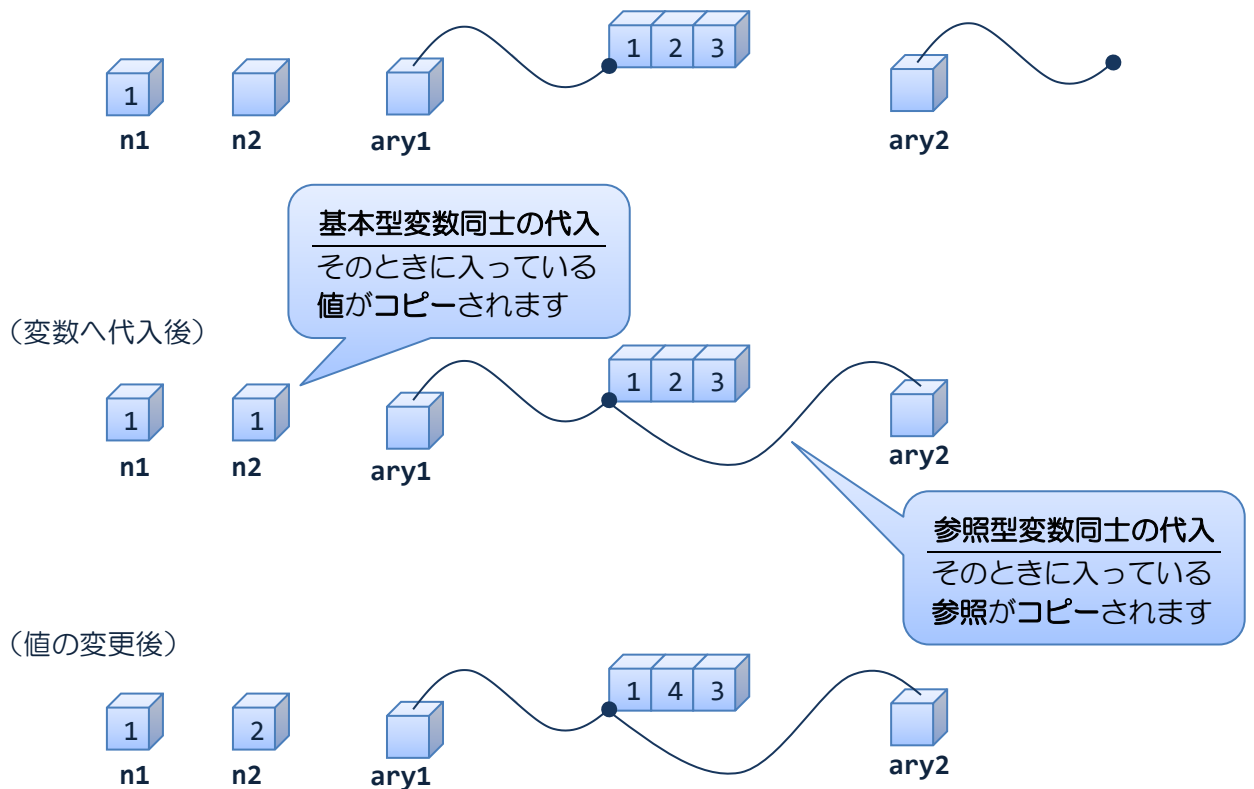 1 2 3
1
n1 n2 ary1 ary2
基本型変数同士の代入
そのときに入っている
値がコピーされます
（変数へ代入後）
1 2 3
1 1
n1 n2 ary1 ary2
参照型変数同士の代入
そのときに入っている
参照がコピーされます
（値の変更後）
1 4 3
1 2
n1 n2 ary1 ary2